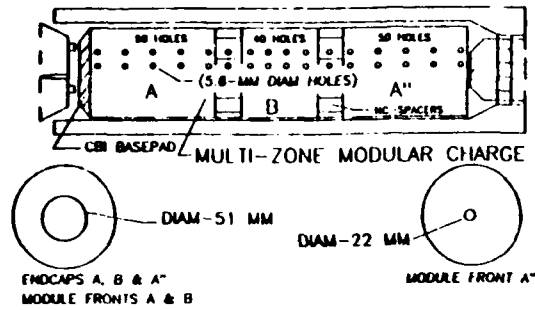 50 HOLES 40 HOLES 50 HOLES
(5.6-MM DIAM HOLES)
A B A"
NC SPACERS
CBI BASEPAD
MULTI-ZONE MODULAR CHARGE
DIAM-51 MM
DIAM-22 MM
ENDCAPS A, B & A"
MODULE FRONTS A & B
MODULE FRONT A"